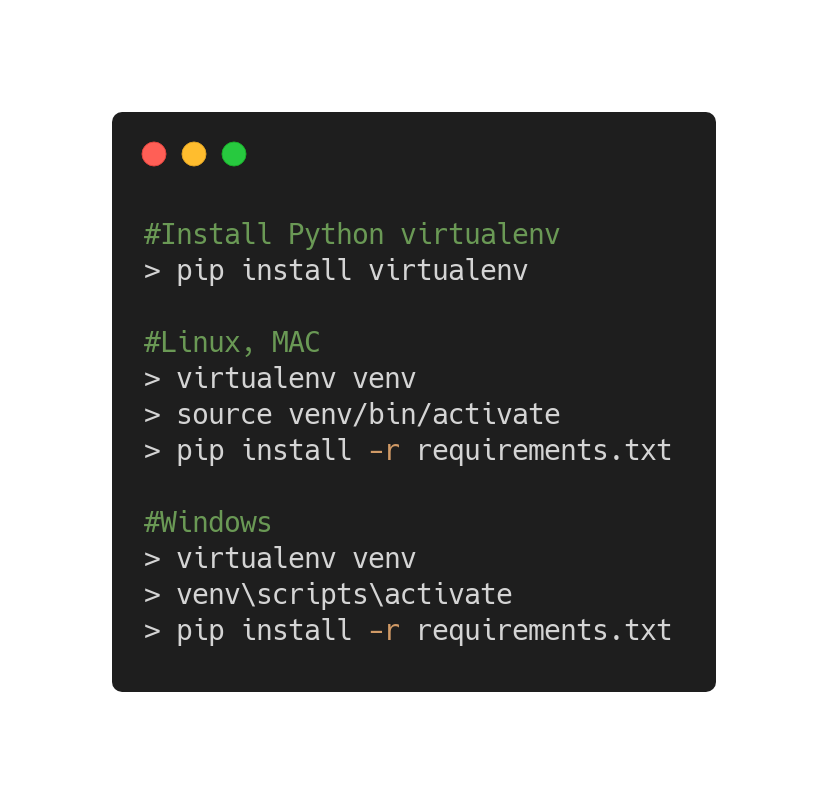 #Install Python virtualenv
> pip install virtualenv
#Linux, MAC
> virtualenv venv
> source venv/bin/activate
> pip install -r requirements.txt
#Windows
> virtualenv venv
> venv\scripts\activate
> pip install -r requirements.txt